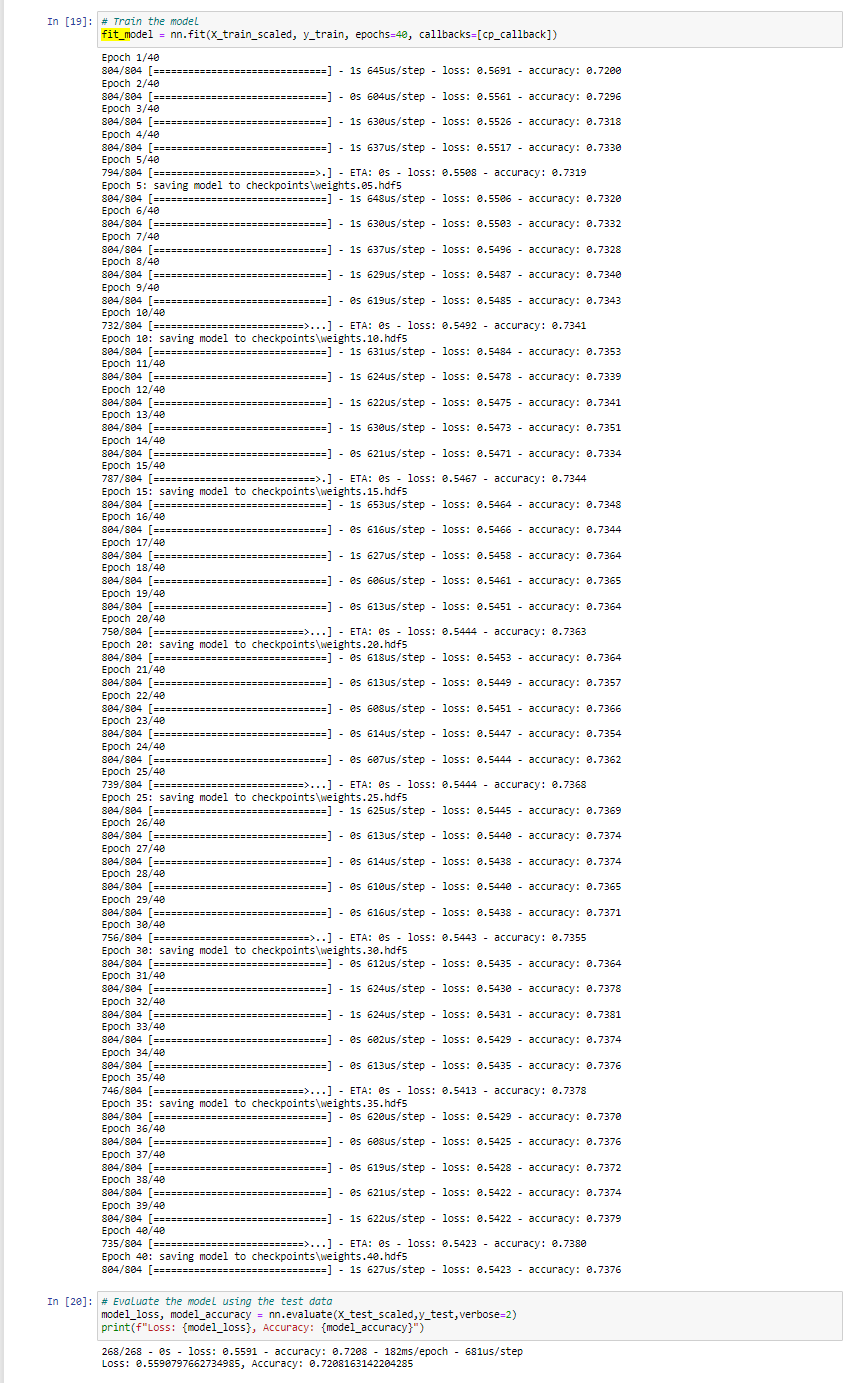 In [19]: # Train the model
fit_model = nn.fit(X_train_scaled, y_train, epochs=40, callbacks=[cp_callback])
Epoch 1/40
804/804 [==============================] - 1s 645us/step - loss: 0.5691 - accuracy: 0.7200
Epoch 2/40
804/804 [==============================] - 0s 604us/step - loss: 0.5561 - accuracy: 0.7296
Epoch 3/40
804/804 [==============================] - 1s 630us/step - loss: 0.5526 - accuracy: 0.7318
Epoch 4/40
804/804 [==============================] - 1s 637us/step - loss: 0.5517 - accuracy: 0.7330
Epoch 5/40
794/804 [============================>.] - ETA: 0s - loss: 0.5508 - accuracy: 0.7319
Epoch 5: saving model to checkpoints\weights.05.hdf5
804/804 [==============================] - 1s 648us/step - loss: 0.5506 - accuracy: 0.7320
Epoch 6/40
804/804 [==============================] - 1s 630us/step - loss: 0.5503 - accuracy: 0.7332
Epoch 7/40
804/804 [==============================] - 1s 637us/step - loss: 0.5496 - accuracy: 0.7328
Epoch 8/40
804/804 [==============================] - 1s 629us/step - loss: 0.5487 - accuracy: 0.7340
Epoch 9/40
804/804 [==============================] - 0s 619us/step - loss: 0.5485 - accuracy: 0.7343
Epoch 10/40
732/804 [==========================>...] - ETA: 0s - loss: 0.5492 - accuracy: 0.7341
Epoch 10: saving model to checkpoints\weights.10.hdf5
804/804 [==============================] - 1s 631us/step - loss: 0.5484 - accuracy: 0.7353
Epoch 11/40
804/804 [==============================] - 1s 624us/step - loss: 0.5478 - accuracy: 0.7339
Epoch 12/40
804/804 [==============================] - 1s 622us/step - loss: 0.5475 - accuracy: 0.7341
Epoch 13/40
804/804 [==============================] - 1s 630us/step - loss: 0.5473 - accuracy: 0.7351
Epoch 14/40
804/804 [==============================] - 0s 621us/step - loss: 0.5471 - accuracy: 0.7334
Epoch 15/40
787/804 [============================>.] - ETA: 0s - loss: 0.5467 - accuracy: 0.7344
Epoch 15: saving model to checkpoints\weights.15.hdf5
804/804 [==============================] - 1s 653us/step - loss: 0.5464 - accuracy: 0.7348
Epoch 16/40
804/804 [==============================] - 0s 616us/step - loss: 0.5466 - accuracy: 0.7344
Epoch 17/40
804/804 [==============================] - 1s 627us/step - loss: 0.5458 - accuracy: 0.7364
Epoch 18/40
804/804 [==============================] - 0s 606us/step - loss: 0.5461 - accuracy: 0.7365
Epoch 19/40
804/804 [==============================] - 0s 613us/step - loss: 0.5451 - accuracy: 0.7364
Epoch 20/40
750/804 [==========================>...] - ETA: 0s - loss: 0.5444 - accuracy: 0.7363
Epoch 20: saving model to checkpoints\weights.20.hdf5
804/804 [==============================] - 0s 618us/step - loss: 0.5453 - accuracy: 0.7364
Epoch 21/40
804/804 [==============================] - 0s 613us/step - loss: 0.5449 - accuracy: 0.7357
Epoch 22/40
804/804 [==============================] - 0s 608us/step - loss: 0.5451 - accuracy: 0.7366
Epoch 23/40
804/804 [==============================] - 0s 614us/step - loss: 0.5447 - accuracy: 0.7354
Epoch 24/40
804/804 [==============================] - 0s 607us/step - loss: 0.5444 - accuracy: 0.7362
Epoch 25/40
739/804 [==========================>...] - ETA: 0s - loss: 0.5444 - accuracy: 0.7368
Epoch 25: saving model to checkpoints\weights.25.hdf5
804/804 [==============================] - 1s 625us/step - loss: 0.5445 - accuracy: 0.7369
Epoch 26/40
804/804 [==============================] - 0s 613us/step - loss: 0.5440 - accuracy: 0.7374
Epoch 27/40
804/804 [==============================] - 0s 614us/step - loss: 0.5438 - accuracy: 0.7374
Epoch 28/40
804/804 [==============================] - 0s 610us/step - loss: 0.5440 - accuracy: 0.7365
Epoch 29/40
804/804 [==============================] - 0s 616us/step - loss: 0.5438 - accuracy: 0.7371
Epoch 30/40
756/804 [===========================>..] - ETA: 0s - loss: 0.5443 - accuracy: 0.7355
Epoch 30: saving model to checkpoints\weights.30.hdf5
804/804 [==============================] - 0s 612us/step - loss: 0.5435 - accuracy: 0.7364
Epoch 31/40
804/804 [==============================] - 1s 624us/step - loss: 0.5430 - accuracy: 0.7378
Epoch 32/40
804/804 [==============================] - 1s 624us/step - loss: 0.5431 - accuracy: 0.7381
Epoch 33/40
804/804 [==============================] - 0s 602us/step - loss: 0.5429 - accuracy: 0.7374
Epoch 34/40
804/804 [==============================] - 0s 613us/step - loss: 0.5435 - accuracy: 0.7376
Epoch 35/40
746/804 [==========================>...] - ETA: 0s - loss: 0.5413 - accuracy: 0.7378
Epoch 35: saving model to checkpoints\weights.35.hdf5
804/804 [==============================] - 0s 620us/step - loss: 0.5429 - accuracy: 0.7370
Epoch 36/40
804/804 [==============================] - 0s 608us/step - loss: 0.5425 - accuracy: 0.7376
Epoch 37/40
804/804 [==============================] - 0s 619us/step - loss: 0.5428 - accuracy: 0.7372
Epoch 38/40
804/804 [==============================] - 0s 621us/step - loss: 0.5422 - accuracy: 0.7374
Epoch 39/40
804/804 [==============================] - 1s 622us/step - loss: 0.5422 - accuracy: 0.7379
Epoch 40/40
735/804 [==========================>...] - ETA: 0s - loss: 0.5423 - accuracy: 0.7380
Epoch 40: saving model to checkpoints\weights.40.hdf5
804/804 [==============================] - 1s 627us/step - loss: 0.5423 - accuracy: 0.7376
In [20]: # Evaluate the model using the test data
model_loss, model_accuracy = nn.evaluate(X_test_scaled,y_test,verbose=2)
print(f"Loss: {model_loss}, Accuracy: {model_accuracy}")
268/268 - 0s - loss: 0.5591 - accuracy: 0.7208 - 182ms/epoch - 681us/step
Loss: 0.5590797662734985, Accuracy: 0.7208163142204285